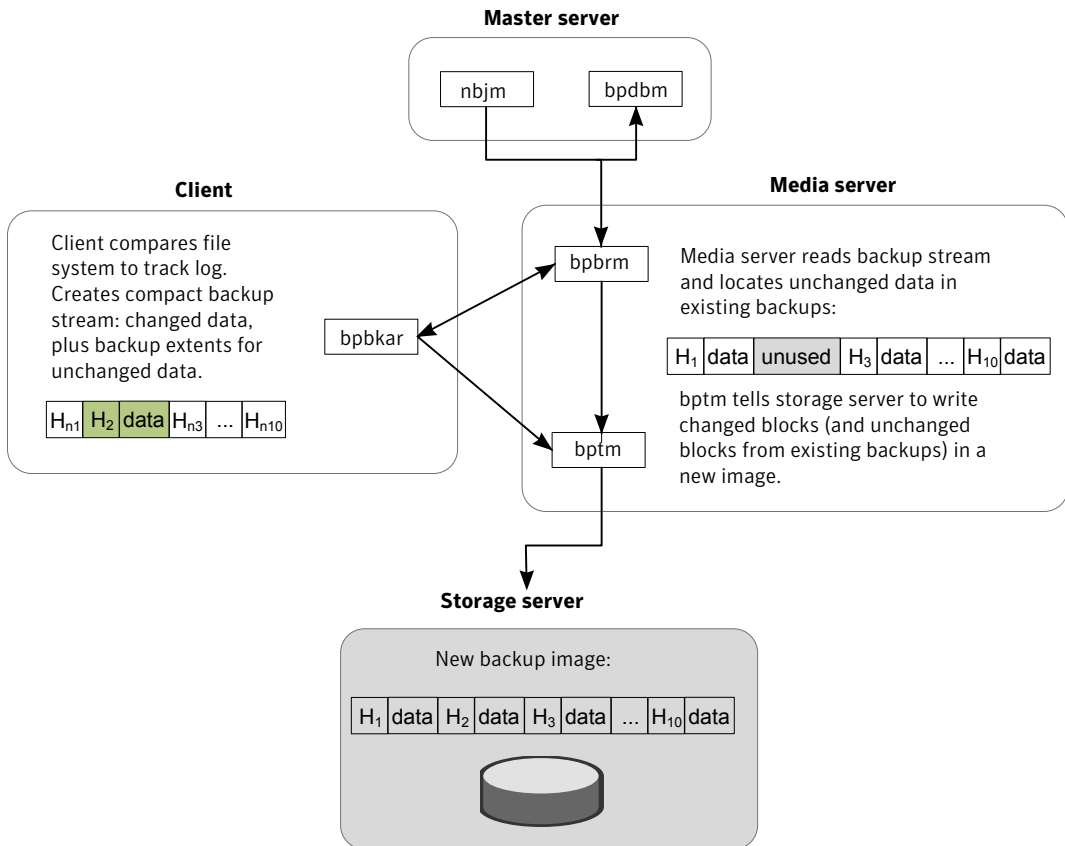 Master server
nbjm
bpdbm
Client
Media server
Client compares file
system to track log.
Creates compact backup
stream: changed data,
plus backup extents for
unchanged data.
Hn1 H2 data Hn3 ... Hn10
bpbkar
bpbrm
bptm
Media server reads backup stream
and locates unchanged data in
existing backups:
H1 data unused H3 data ... H10 data
bptm tells storage server to write
changed blocks (and unchanged
blocks from existing backups) in a
new image.
Storage server
New backup image:
H1 data H2 data H3 data ... H10 data